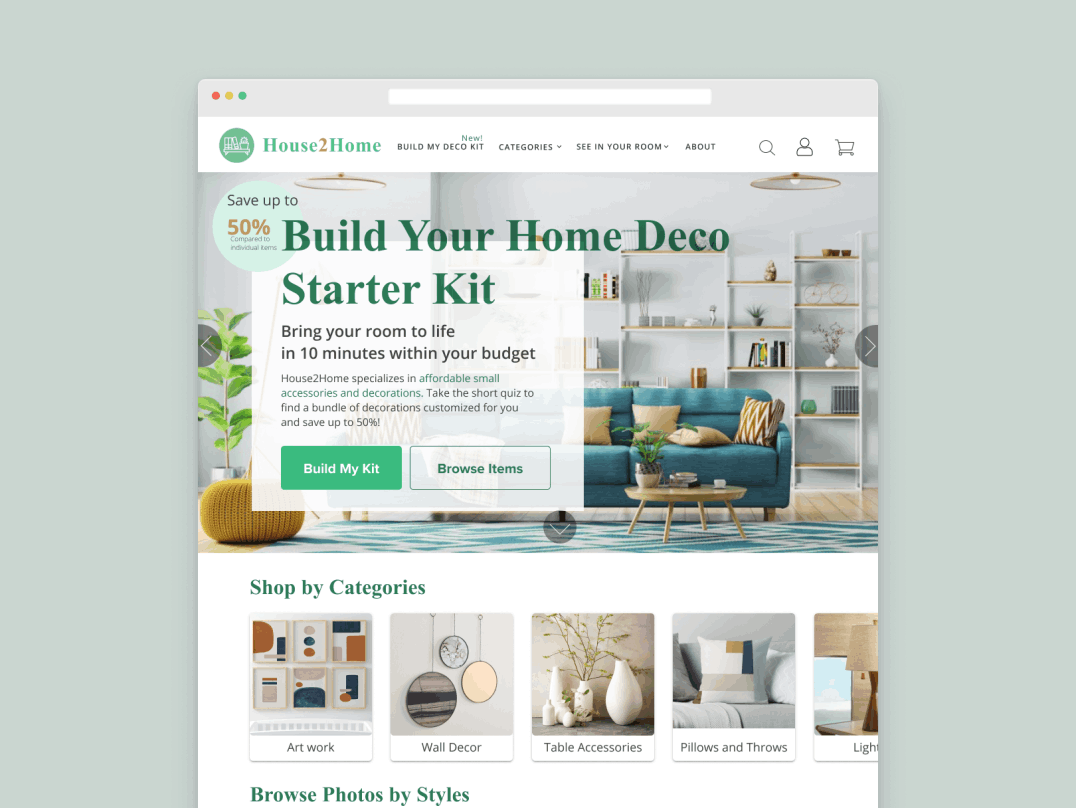 House2Home
New!
BUILD MY DECO KIT
CATEGORIES
SEE IN YOUR ROOM
ABOUT
Save up to
50%
Compared to
individual items
Build Your Home Deco
Starter Kit
Bring your room to life
in 10 minutes within your budget
House2Home specializes in affordable small
accessories and decorations. Take the short quiz to
find a bundle of decorations customized for you
and save up to 50%!
Build My Kit
Browse Items
Shop by Categories
Art work
Wall Decor
Table Accessories
Pillows and Throws
Light
Browse Photos by Styles